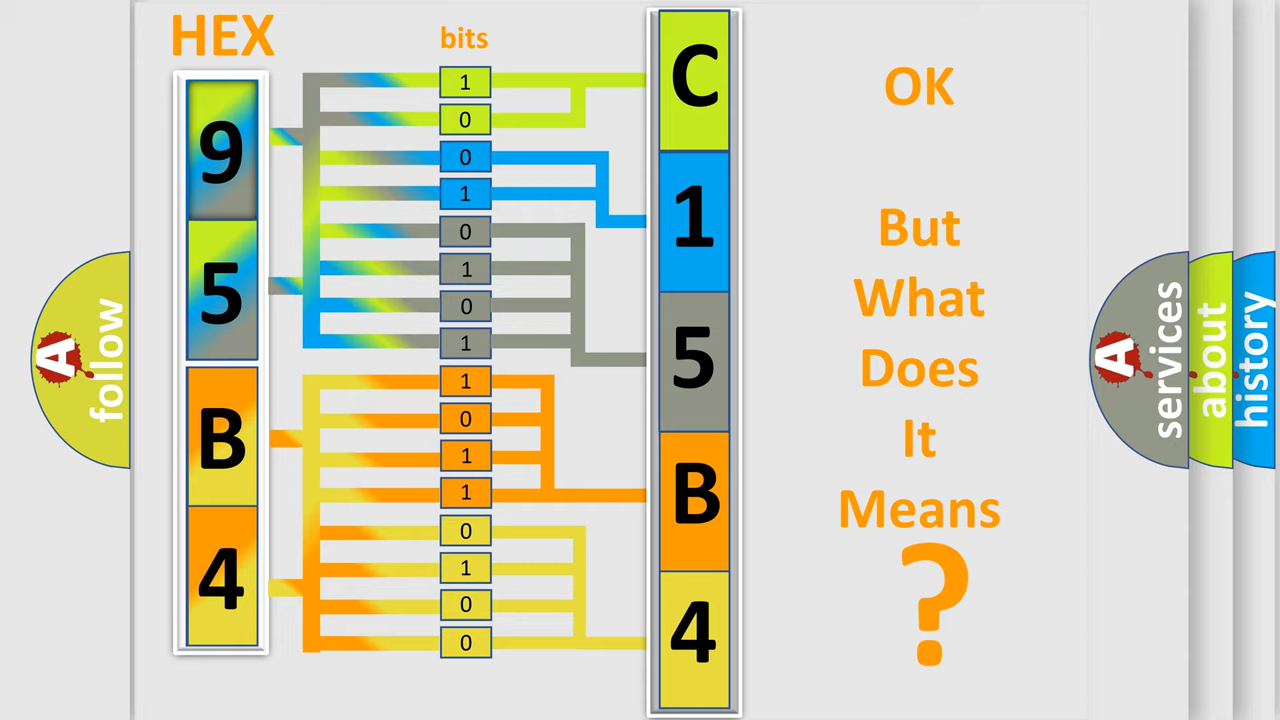 HEX
bits
9
5
B
4
1
0
0
1
0
1
0
1
1
0
1
1
0
1
0
0
C
1
5
B
4
OK
But
What
Does
It
Means
?
A
follow
A
services
about
history